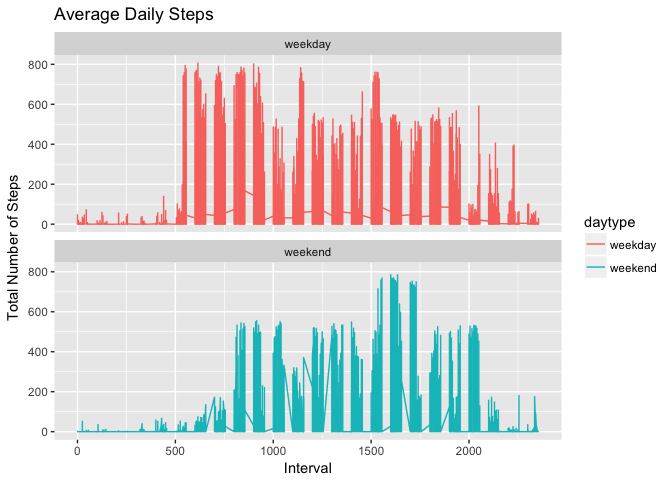 Average Daily Steps
weekday
800
600
400
200
0
weekend
800
600
400
200
0
0 500 1000 1500 2000
Interval
Total Number of Steps
daytype
weekday
weekend